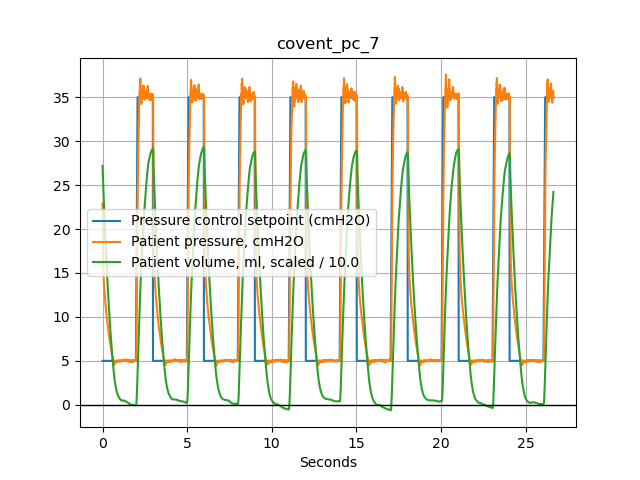 covent_pc_7
35
30
25
20
15
10
5
0
Pressure control setpoint (cmH2O)
Patient pressure, cmH2O
Patient volume, ml, scaled / 10.0
0 5 10 15 20 25
Seconds